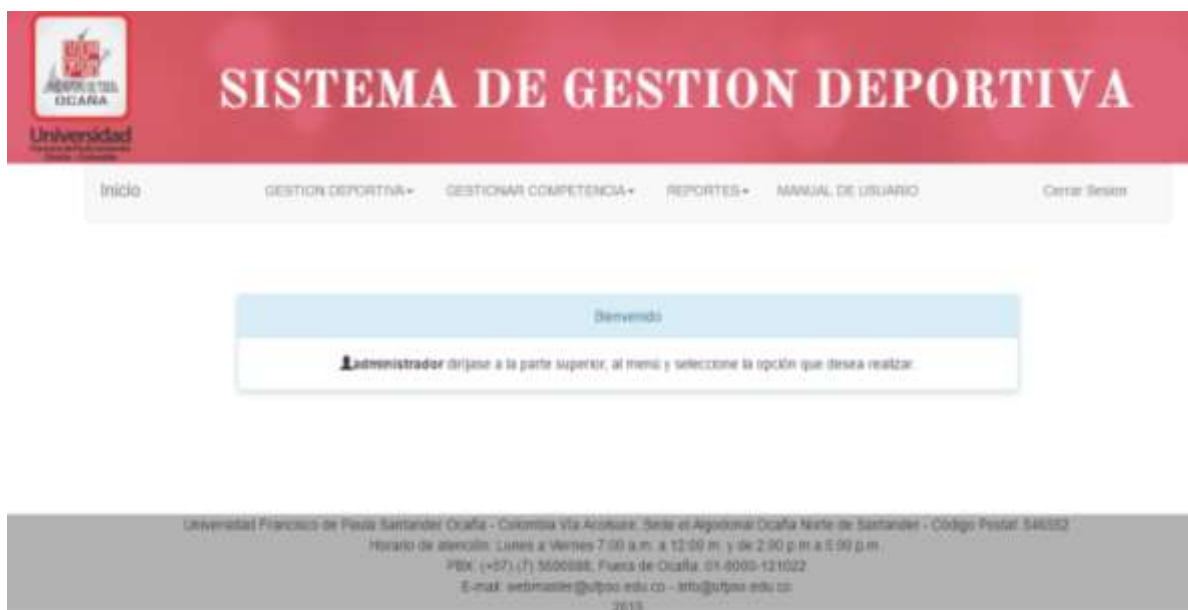 OCAÑA
Universidad
SISTEMA DE GESTION DEPORTIVA
Inicio GESTION DEPORTIVA GESTIONAR COMPETENCIA REPORTES MANUAL DE USUARIO Cerrar Sesion
Bienvenido
administrador diríjase a la parte superior, al menú y seleccione la opción que desea realizar.
Universidad Francisco de Paula Santander Ocaña - Colombia Vía Acolsure, Sede el Algodonal Ocaña Norte de Santander - Código Postal: 546552
Horario de atención: Lunes a Viernes 7:00 a.m. a 12:00 m. y de 2:00 p.m a 6:00 p.m.
PBX: (+57) (7) 5690088, Fuera de Ocaña: 01-8000-121022
E-mail: webmaster@ufpso.edu.co - info@ufpso.edu.co